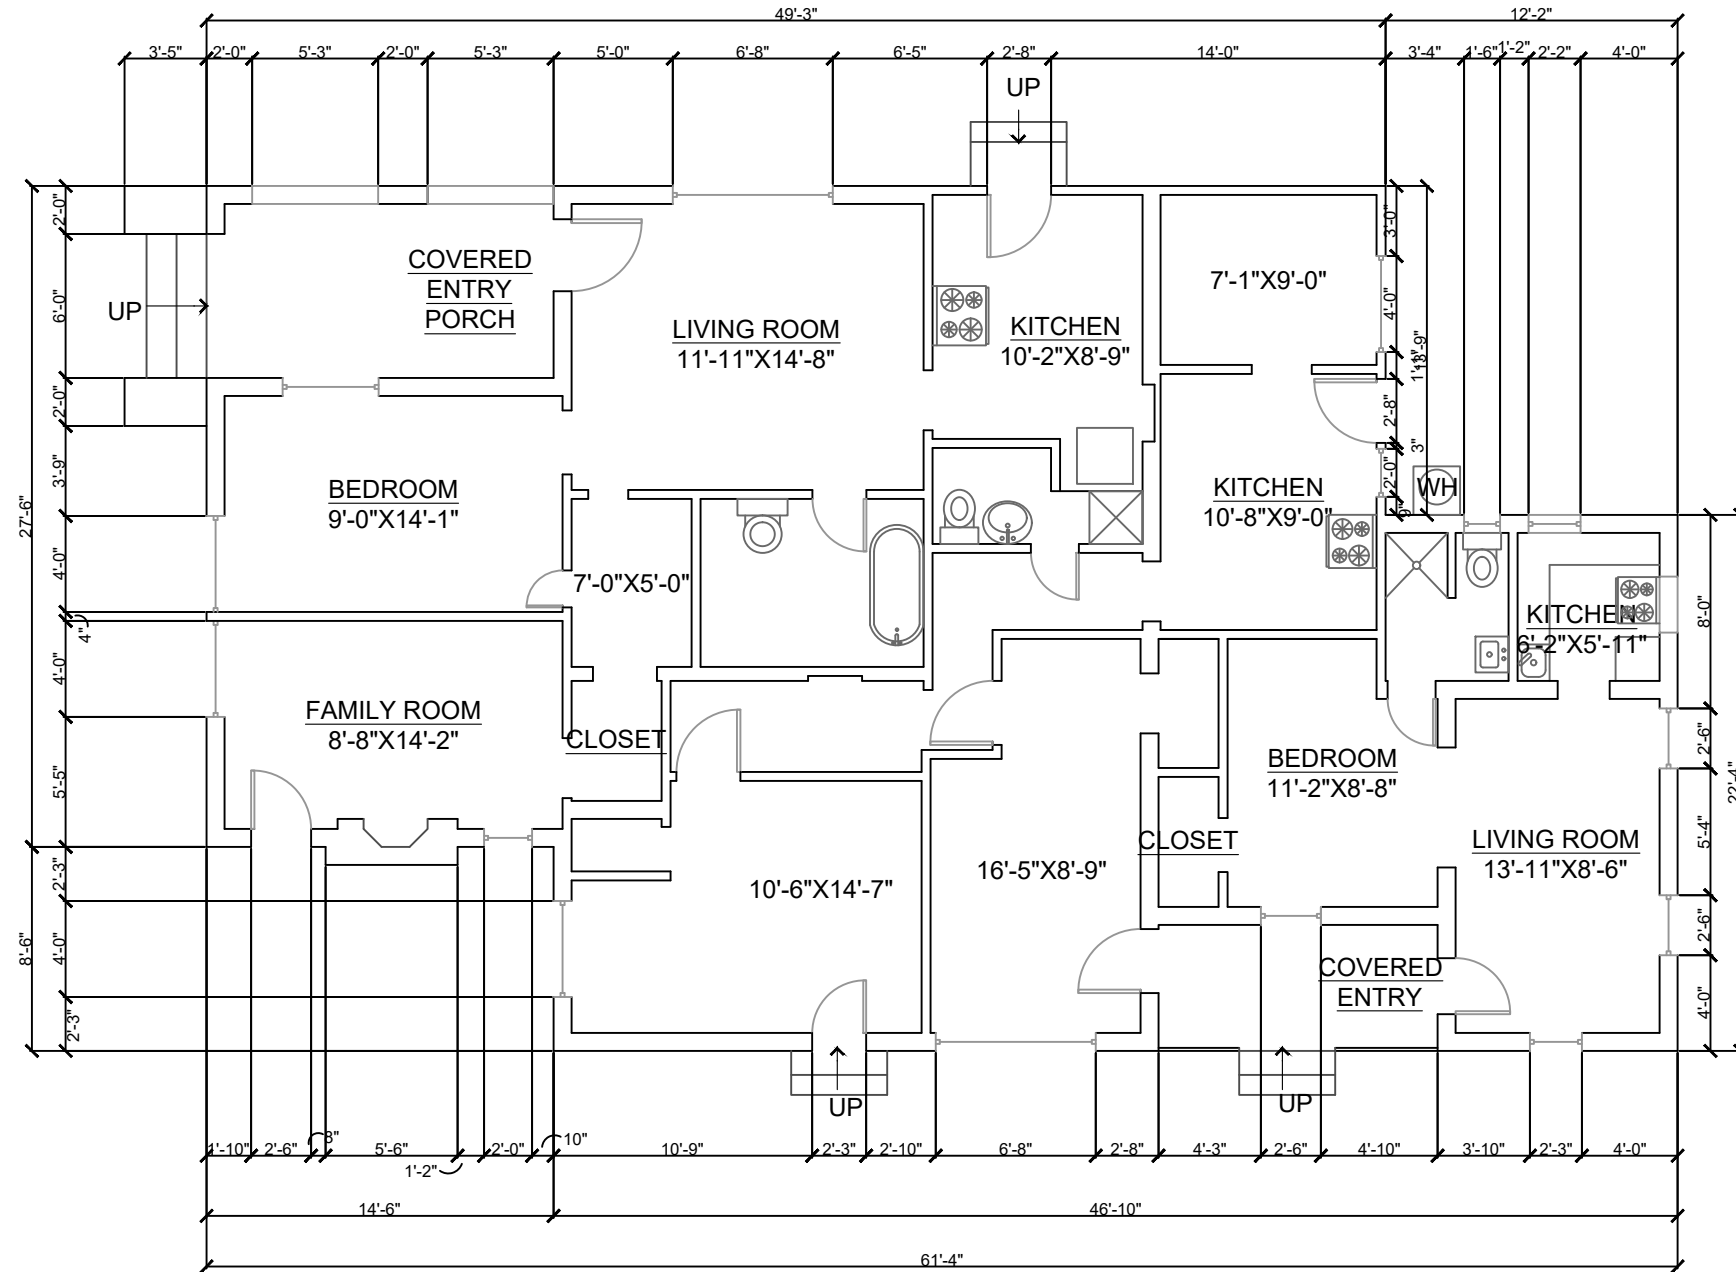 49'-3"
12'-2"
3'-5"
2'-0"
5'-3"
2'-0"
5'-3"
5'-0"
6'-8"
6'-5"
2'-8"
14'-0"
3'-4"
1'-6"
1'-2"
2'-2"
4'-0"
UP
27'-6"
2'-0"
6'-0"
2'-0"
3'-9"
4'-0"
4"
4'-0"
5'-5"
8'-6"
2'-3"
4'-0"
2'-3"
UP
COVERED
ENTRY
PORCH
LIVING ROOM
11'-11"X14'-8"
KITCHEN
10'-2"X8'-9"
7'-1"X9'-0"
3'-0"
4'-0"
1'-1"
13'-9"
2'-8"
3"
2'-0"
9"
WH
BEDROOM
9'-0"X14'-1"
KITCHEN
10'-8"X9'-0"
7'-0"X5'-0"
KITCHEN
6'-2"X5'-11"
FAMILY ROOM
8'-8"X14'-2"
CLOSET
BEDROOM
11'-2"X8'-8"
CLOSET
LIVING ROOM
13'-11"X8'-6"
16'-5"X8'-9"
10'-6"X14'-7"
COVERED
ENTRY
8'-0"
2'-6"
5'-4"
2'-6"
4'-0"
22'-4"
UP
UP
1'-10"
2'-6"
8"
5'-6"
1'-2"
2'-0"
10"
10'-9"
2'-3"
2'-10"
6'-8"
2'-8"
4'-3"
2'-6"
4'-10"
3'-10"
2'-3"
4'-0"
14'-6"
46'-10"
61'-4"